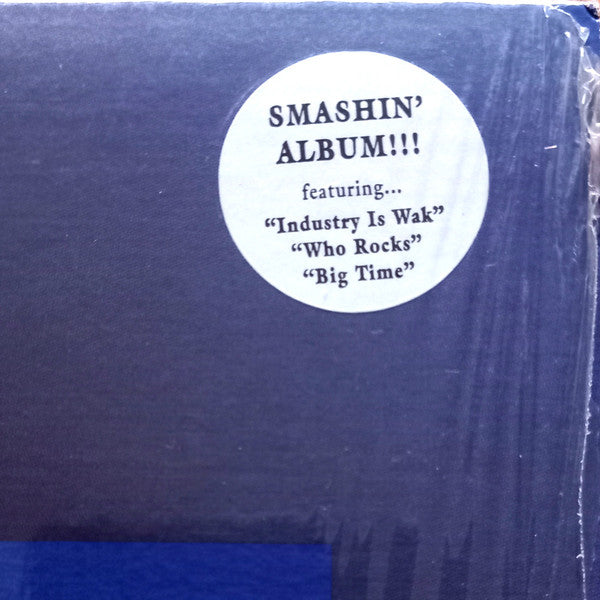 SMASHIN’
ALBUM!!!
featuring...
“Industry Is Wak”
“Who Rocks”
“Big Time”